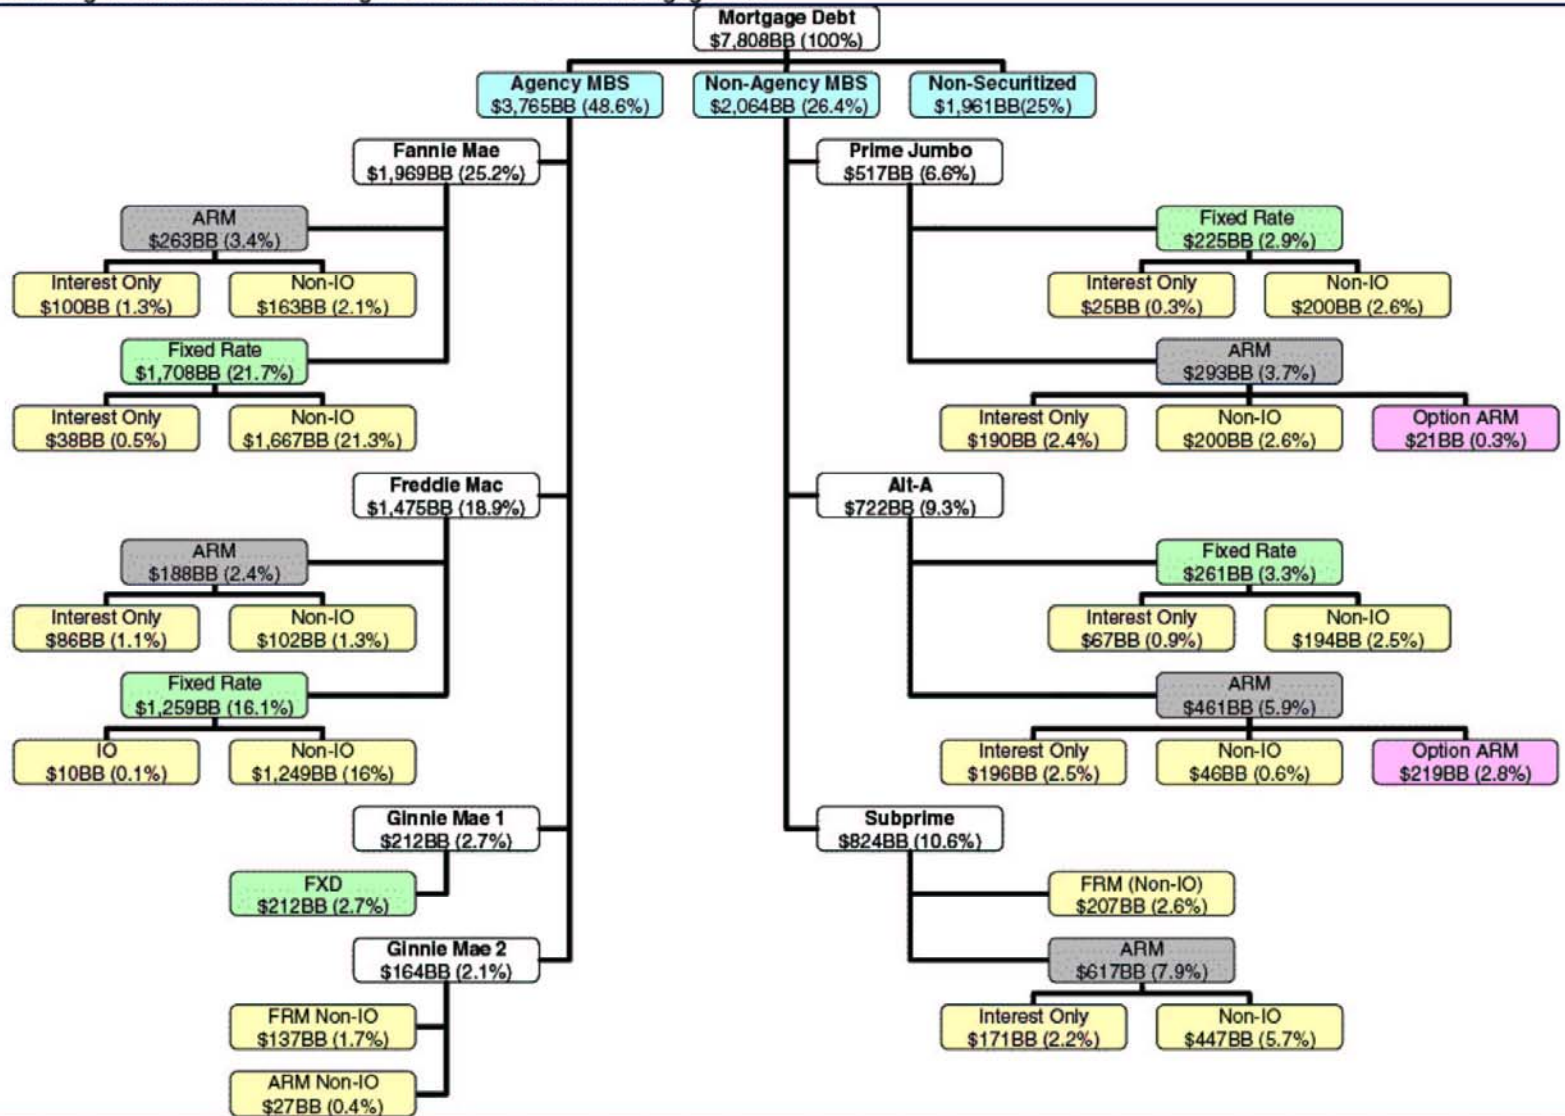 Mortgage Debt
$7,808BB (100%)
Agency MBS
$3,765BB (48.6%)
Non-Agency MBS
$2,064BB (26.4%)
Non-Securitized
$1,961BB(25%)
Fannie Mae
$1,969BB (25.2%)
ARM
$263BB (3.4%)
Interest Only
$100BB (1.3%)
Non-IO
$163BB (2.1%)
Fixed Rate
$1,708BB (21.7%)
Interest Only
$38BB (0.5%)
Non-IO
$1,667BB (21.3%)
Freddie Mac
$1,475BB (18.9%)
ARM
$188BB (2.4%)
Interest Only
$86BB (1.1%)
Non-IO
$102BB (1.3%)
Fixed Rate
$1,259BB (16.1%)
IO
$10BB (0.1%)
Non-IO
$1,249BB (16%)
Ginnie Mae 1
$212BB (2.7%)
FXD
$212BB (2.7%)
Ginnie Mae 2
$164BB (2.1%)
FRM Non-IO
$137BB (1.7%)
ARM Non-IO
$27BB (0.4%)
Prime Jumbo
$517BB (6.6%)
Fixed Rate
$225BB (2.9%)
Interest Only
$25BB (0.3%)
Non-IO
$200BB (2.6%)
ARM
$293BB (3.7%)
Interest Only
$190BB (2.4%)
Non-IO
$200BB (2.6%)
Option ARM
$21BB (0.3%)
Alt-A
$722BB (9.3%)
Fixed Rate
$261BB (3.3%)
Interest Only
$67BB (0.9%)
Non-IO
$194BB (2.5%)
ARM
$461BB (5.9%)
Interest Only
$196BB (2.5%)
Non-IO
$46BB (0.6%)
Option ARM
$219BB (2.8%)
Subprime
$824BB (10.6%)
FRM (Non-IO)
$207BB (2.6%)
ARM
$617BB (7.9%)
Interest Only
$171BB (2.2%)
Non-IO
$447BB (5.7%)